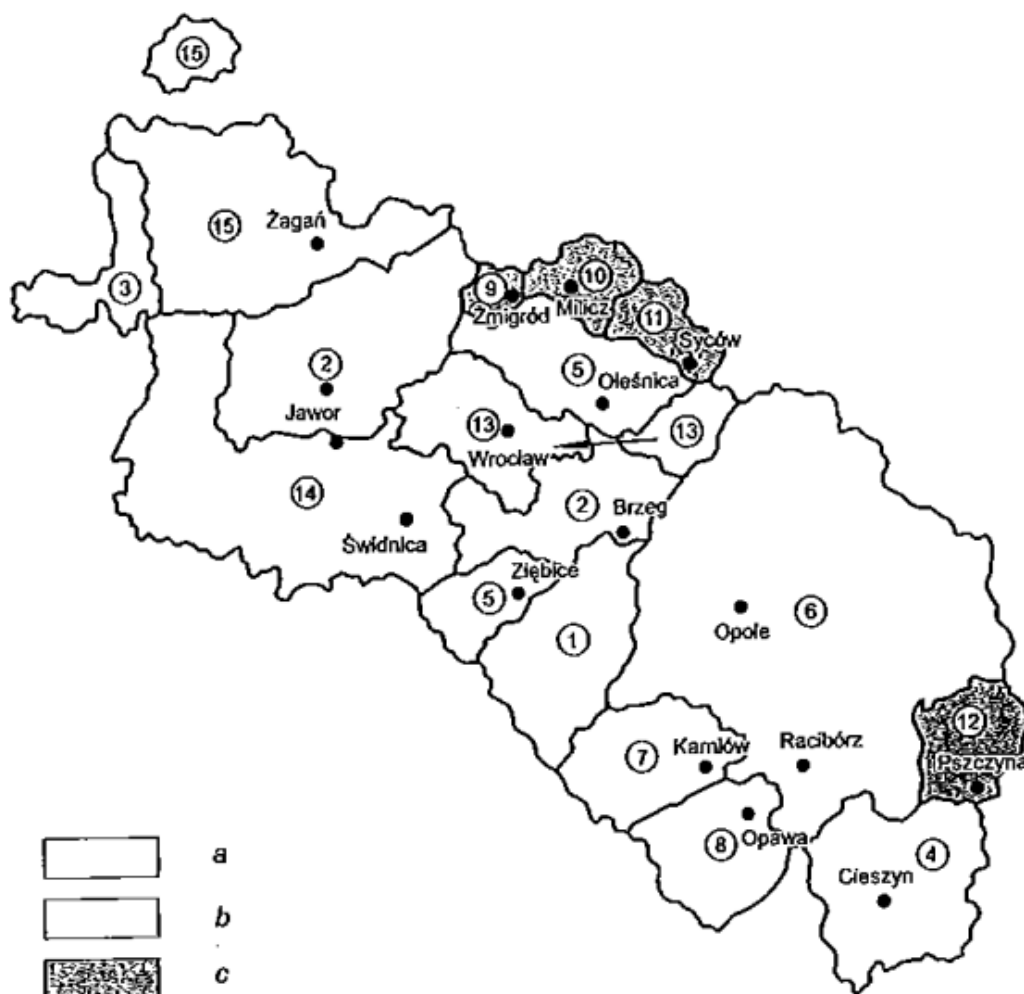 15
15
Żagań
3
9
10
Żmigród
Milicz
11
Syców
2
Jawor
5
Oleśnica
13
Wrocław
13
14
Świdnica
2
Brzeg
Ziębice
5
1
Opole
6
7
Karniów
Racibórz
12
Pszczyna
8
Opawa
4
Cieszyn
a
b
c